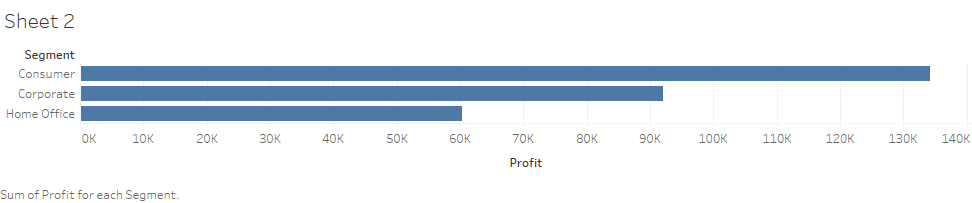 Sheet 2
Segment
Consumer
Corporate
Home Office
0K 10K 20K 30K 40K 50K 60K 70K 80K 90K 100K 110K 120K 130K 140K
Profit
Sum of Profit for each Segment.